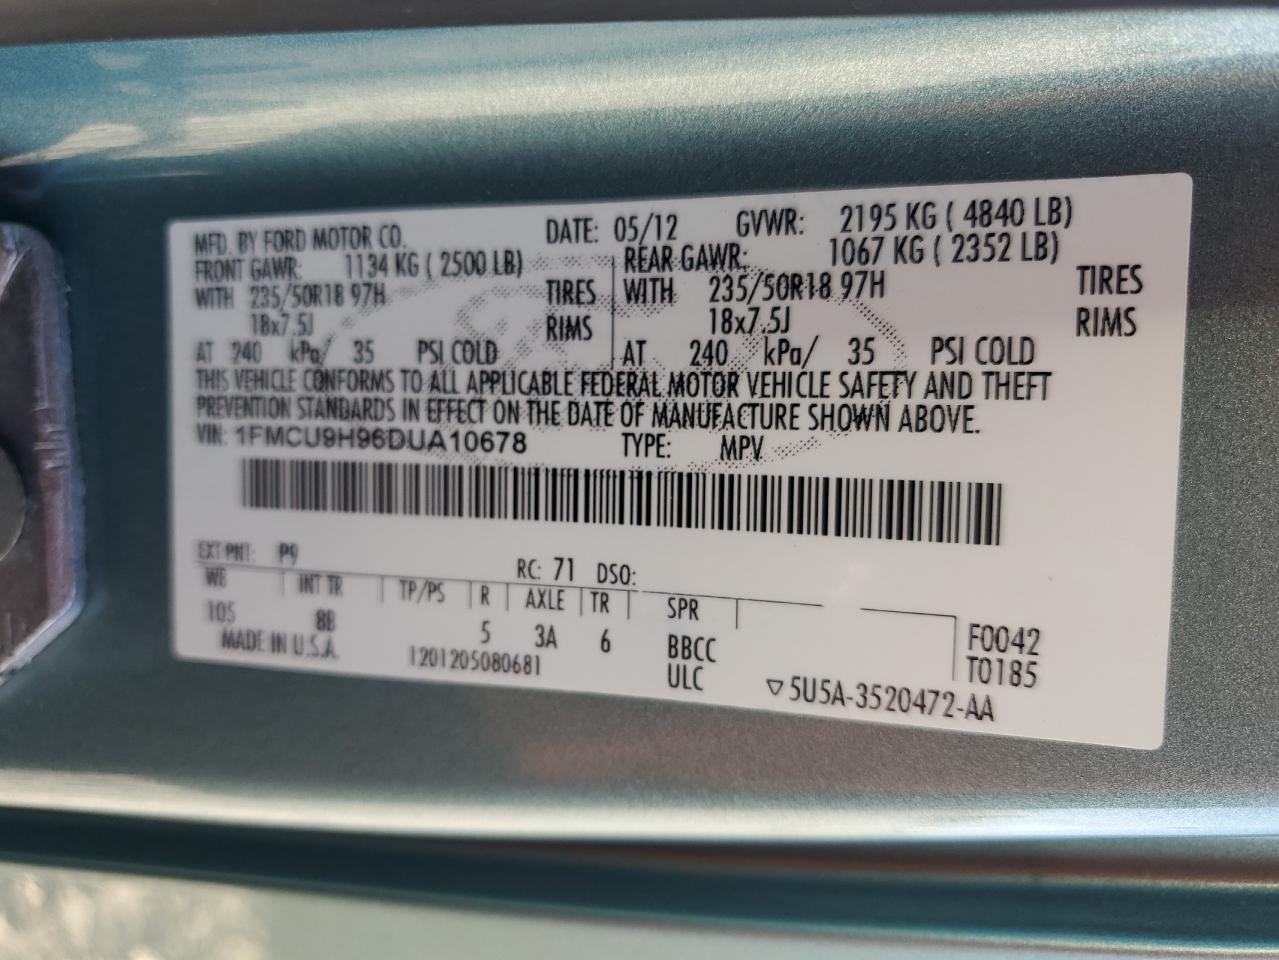 MFD. BY FORD MOTOR CO. DATE: 05/12 GVWR: 2195 KG ( 4840 LB)
FRONT GAWR: 1134 KG ( 2500 LB) REAR GAWR: 1067 KG ( 2352 LB)
WITH 235/50R18 97H TIRES WITH 235/50R18 97H TIRES
18x7.5J RIMS 18x7.5J RIMS
AT 240 kPa/ 35 PSI COLD AT 240 kPa/ 35 PSI COLD
THIS VEHICLE CONFORMS TO ALL APPLICABLE FEDERAL MOTOR VEHICLE SAFETY AND THEFT
PREVENTION STANDARDS IN EFFECT ON THE DATE OF MANUFACTURE SHOWN ABOVE.
VIN: 1FMCU9H96DUA10678 TYPE: MPV
EXT PNT: P9 RC: 71 DSO:
WB INT TR TP/PS R AXLE TR SPR
105 8B 5 3A 6 BBCC F0042
MADE IN U.S.A. 1201205080681 ULC T0185
▽5U5A-3520472-AA